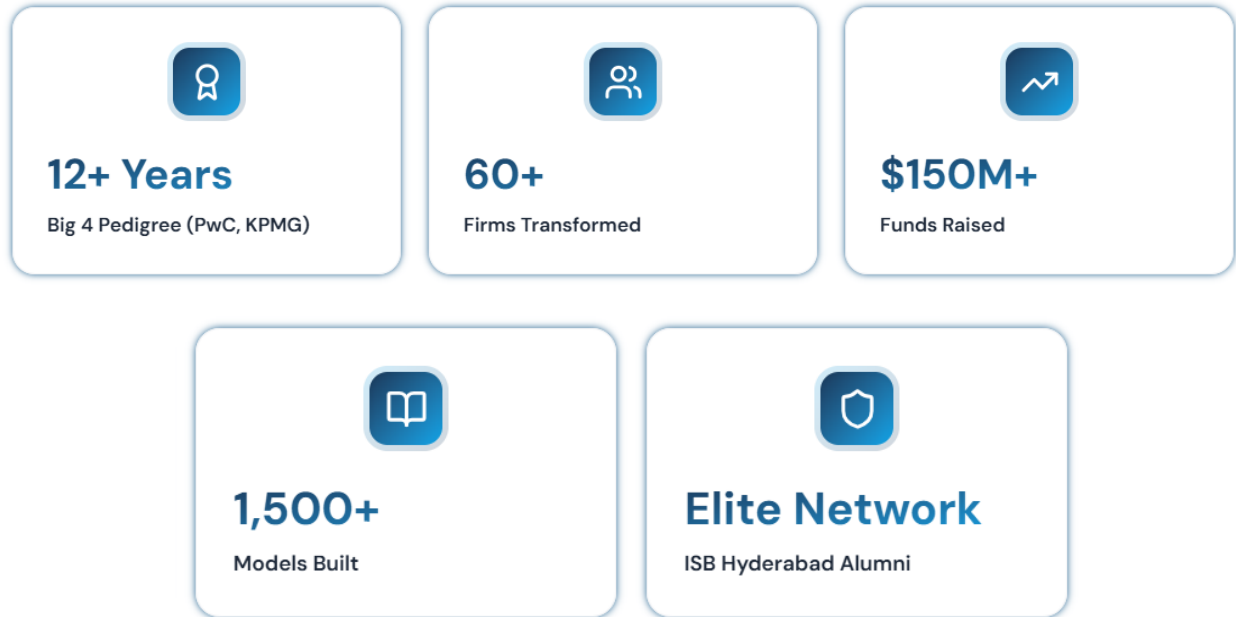 12+ Years
Big 4 Pedigree (PwC, KPMG)
60+
Firms Transformed
$150M+
Funds Raised
1,500+
Models Built
Elite Network
ISB Hyderabad Alumni